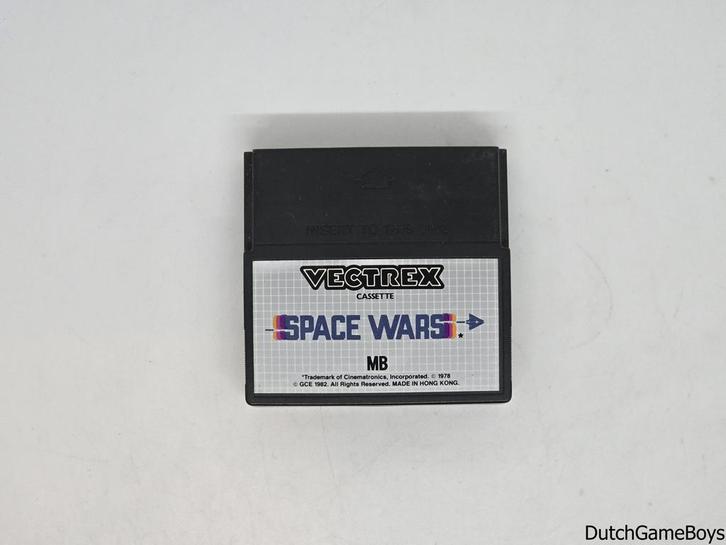 INSERT TO THIS LINE
VECTREX
CASSETTE
SPACE WARS*
MB
*Trademark of Cinematronics, Incorporated. © 1978
© GCE 1982. All Rights Reserved. MADE IN HONG KONG.
DutchGameBoys